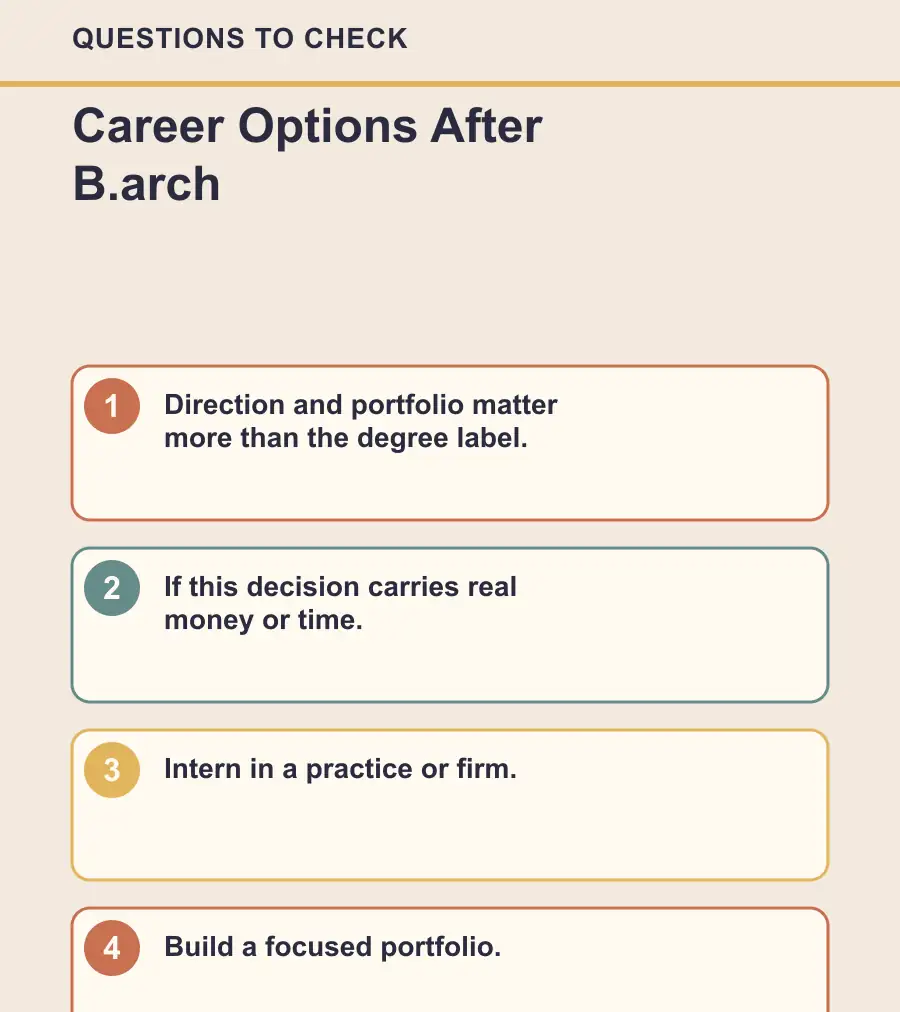 QUESTIONS TO CHECK
Career Options After
B.arch
1
Direction and portfolio matter
more than the degree label.
2
If this decision carries real
money or time.
3
Intern in a practice or firm.
4
Build a focused portfolio.